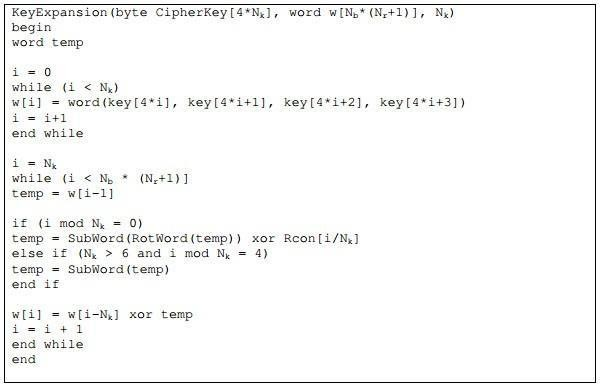 KeyExpansion(byte CipherKey[4*Nk], word w[Nb*(Nr+1)], Nk)
begin
word temp
i = 0
while (i < Nk)
w[i] = word(key[4*i], key[4*i+1], key[4*i+2], key[4*i+3])
i = i+1
end while
i = Nk
while (i < Nb * (Nr+1)]
temp = w[i-1]
if (i mod Nk = 0)
temp = SubWord(RotWord(temp)) xor Rcon[i/Nk]
else if (Nk > 6 and i mod Nk = 4)
temp = SubWord(temp)
end if
w[i] = w[i-Nk] xor temp
i = i + 1
end while
end